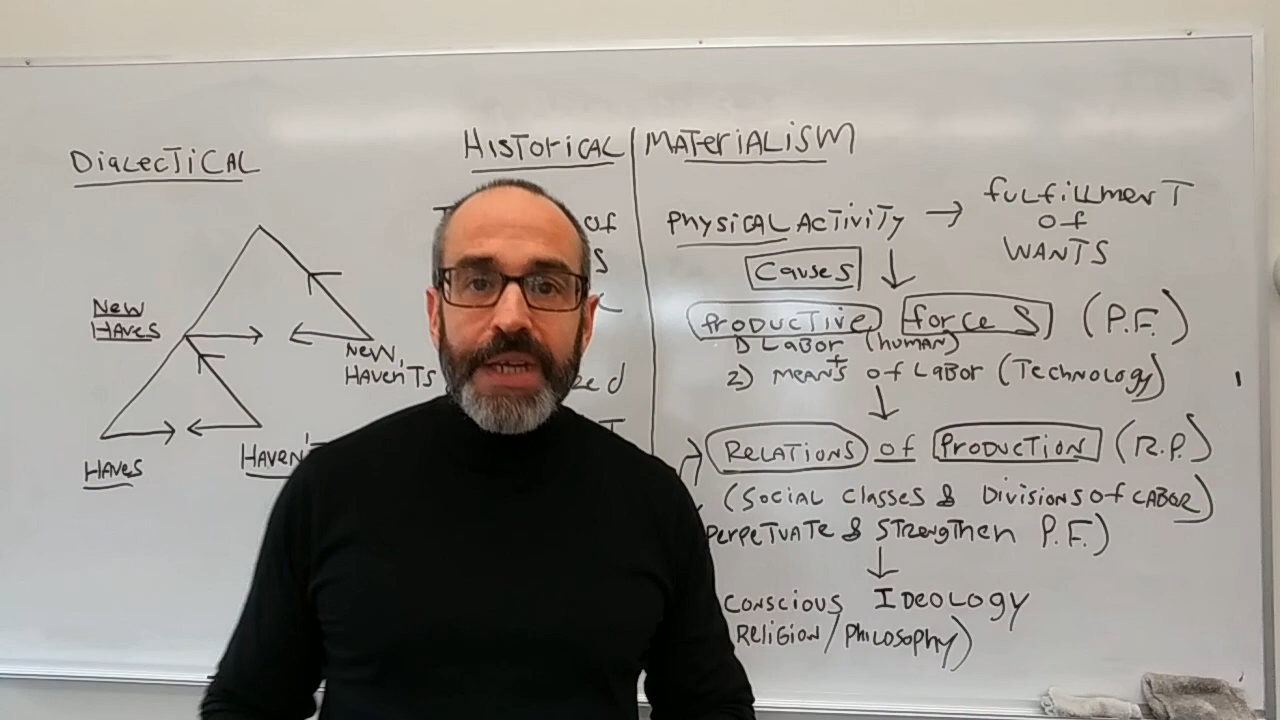 DIALECTICAL
New
HAVES
New
HAVEN'TS
HAVES
HAVEN'T
HISTORICAL MATERIALISM
of
PHYSICAL ACTIVITY → FULFILLMENT
OF
WANTS
CAUSES
PRODUCTIVE FORCES (P.F.)
1) LABOR (HUMAN)
+
2) MEANS OF LABOR (TECHNOLOGY)
RELATIONS OF PRODUCTION (R.P.)
(SOCIAL CLASSES & DIVISIONS OF LABOR)
PERPETUATE & STRENGTHEN P.F.)
CONSCIOUS IDEOLOGY
RELIGION/PHILOSOPHY)